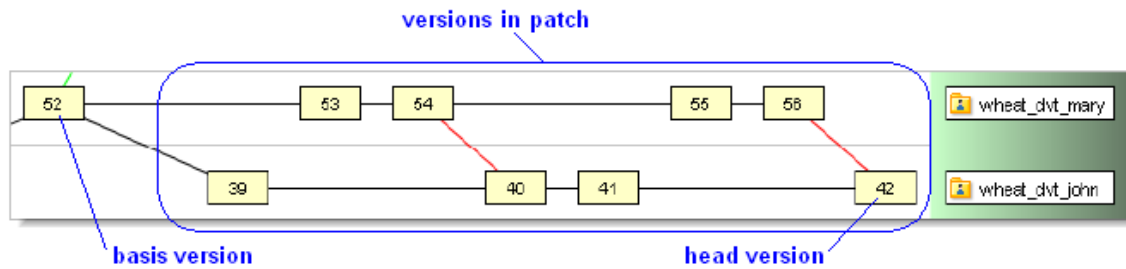 versions in patch
52 53 54 55 56 wheat_dvt_mary
39 40 41 42 wheat_dvt_john
basis version head version